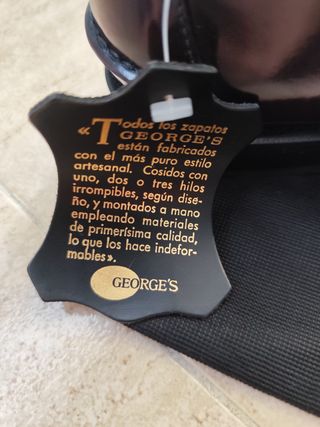 «Todos los zapatos
GEORGE'S
están fabricados
con el más puro estilo
artesanal. Cosidos con
uno, dos o tres hilos
irrompibles, según dise-
ño, y montados a mano
empleando materiales
de primerísima calidad,
lo que los hace indefor-
mables».
GEORGE'S